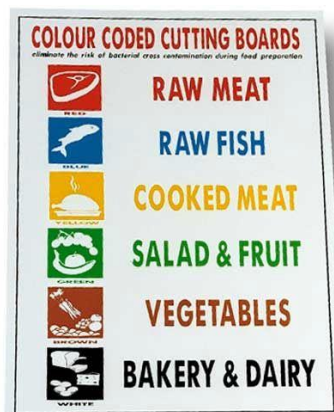 COLOUR CODED CUTTING BOARDS
eliminate the risk of bacterial cross contamination during food preparation
RAW MEAT
RED
RAW FISH
BLUE
COOKED MEAT
YELLOW
SALAD & FRUIT
GREEN
VEGETABLES
BROWN
BAKERY & DAIRY
WHITE